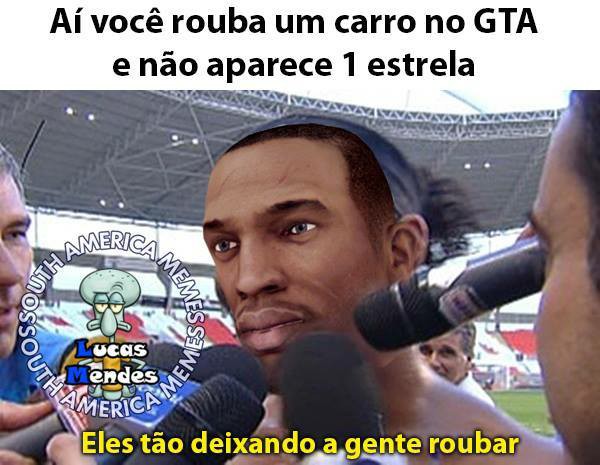 Aí você rouba um carro no GTA
e não aparece 1 estrela
SOUTH AMERICA MEMES
SOUTH AMERICA MEMES
Lucas
Mendes
Eles tão deixando a gente roubar